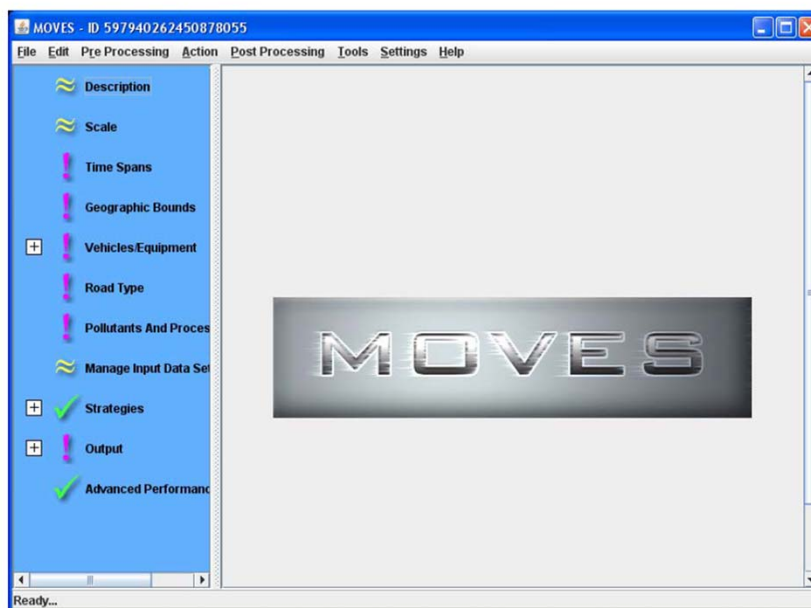 MOVES - ID 597940262450878055
File Edit Pre Processing Action Post Processing Tools Settings Help
Description
Scale
Time Spans
Geographic Bounds
Vehicles/Equipment
Road Type
Pollutants And Proces
Manage Input Data Set
Strategies
Output
Advanced Performanc
MOVES
Ready...